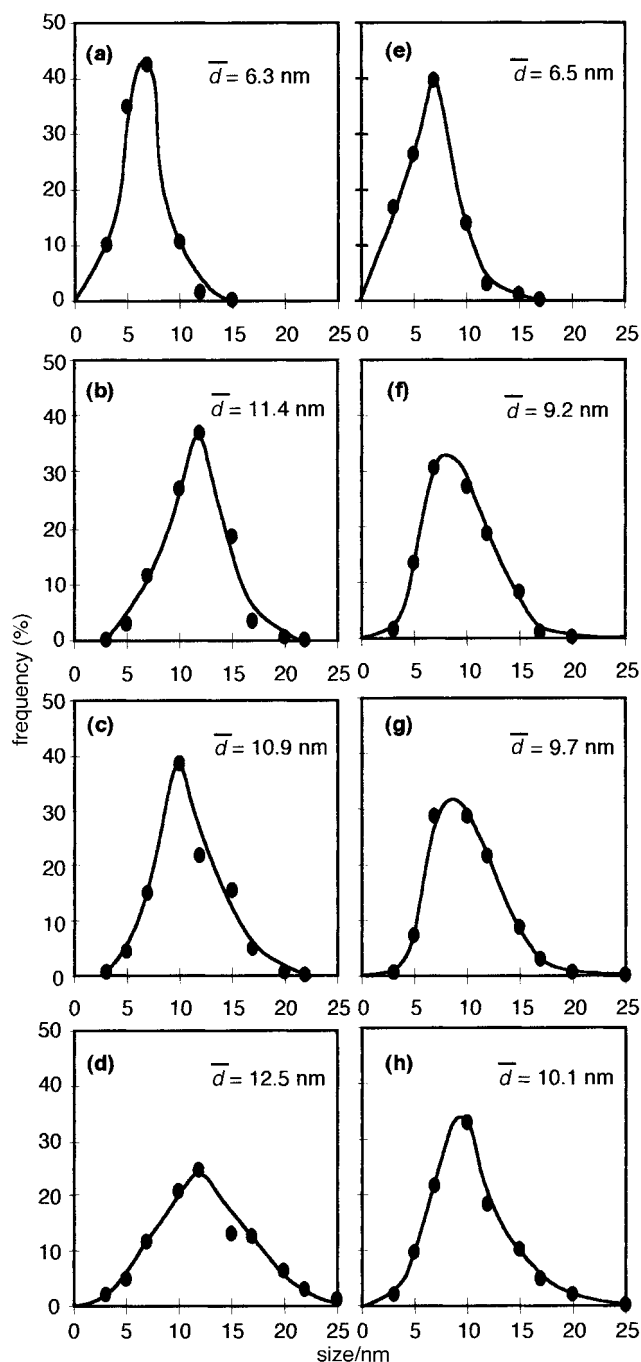 (a)
d̅ = 6.3 nm
50
40
30
20
10
0
0 5 10 15 20 25
(e)
d̅ = 6.5 nm
0 5 10 15 20 25
(b)
d̅ = 11.4 nm
50
40
30
20
10
0
0 5 10 15 20 25
(f)
d̅ = 9.2 nm
0 5 10 15 20 25
frequency (%)
(c)
d̅ = 10.9 nm
50
40
30
20
10
0
0 5 10 15 20 25
(g)
d̅ = 9.7 nm
0 5 10 15 20 25
(d)
d̅ = 12.5 nm
50
40
30
20
10
0
0 5 10 15 20 25
(h)
d̅ = 10.1 nm
0 5 10 15 20 25
size/nm